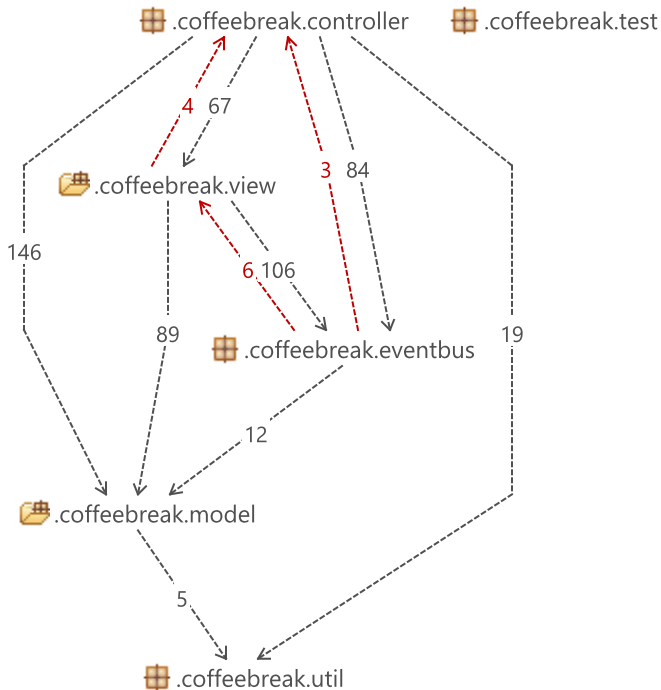 .coffeebreak.controller
.coffeebreak.test
4
67
3
84
.coffeebreak.view
146
6
106
89
19
.coffeebreak.eventbus
12
.coffeebreak.model
5
.coffeebreak.util